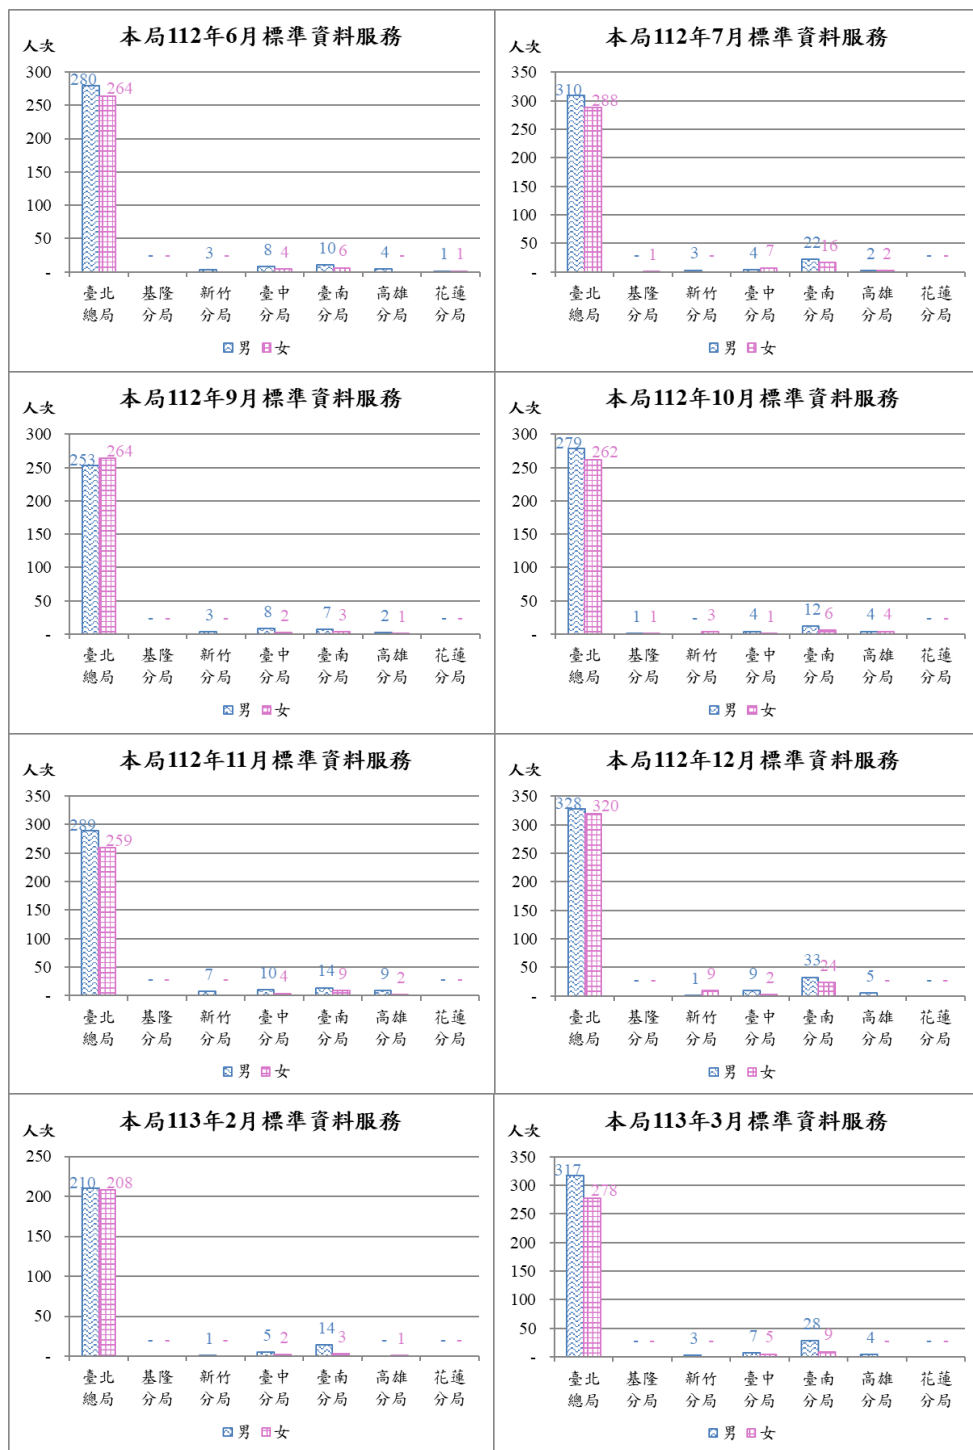 本局112年6月標準資料服務
人次
300
250
200
150
100
50
-
280 264 - - 3 - 8 4 10 6 4 - 1 1
臺北 基隆 新竹 臺中 臺南 高雄 花蓮
總局 分局 分局 分局 分局 分局 分局
男 女
本局112年7月標準資料服務
人次
350
300
250
200
150
100
50
-
310 288 - 1 3 - 4 7 22 16 2 2 - -
臺北 基隆 新竹 臺中 臺南 高雄 花蓮
總局 分局 分局 分局 分局 分局 分局
男 女
本局112年9月標準資料服務
人次
300
250
200
150
100
50
-
253 264 - - 3 - 8 2 7 3 2 1 - -
臺北 基隆 新竹 臺中 臺南 高雄 花蓮
總局 分局 分局 分局 分局 分局 分局
男 女
本局112年10月標準資料服務
人次
300
250
200
150
100
50
-
279 262 1 1 - 3 4 1 12 6 4 4 - -
臺北 基隆 新竹 臺中 臺南 高雄 花蓮
總局 分局 分局 分局 分局 分局 分局
男 女
本局112年11月標準資料服務
人次
350
300
250
200
150
100
50
-
289 259 - - 7 - 10 4 14 9 9 2 - -
臺北 基隆 新竹 臺中 臺南 高雄 花蓮
總局 分局 分局 分局 分局 分局 分局
男 女
本局112年12月標準資料服務
人次
350
300
250
200
150
100
50
-
328 320 - - 1 9 9 2 33 24 5 - - -
臺北 基隆 新竹 臺中 臺南 高雄 花蓮
總局 分局 分局 分局 分局 分局 分局
男 女
本局113年2月標準資料服務
人次
250
200
150
100
50
-
210 208 - - 1 - 5 2 14 3 - 1 - -
臺北 基隆 新竹 臺中 臺南 高雄 花蓮
總局 分局 分局 分局 分局 分局 分局
男 女
本局113年3月標準資料服務
人次
350
300
250
200
150
100
50
-
317 278 - - 3 - 7 5 28 9 4 - - -
臺北 基隆 新竹 臺中 臺南 高雄 花蓮
總局 分局 分局 分局 分局 分局 分局
男 女